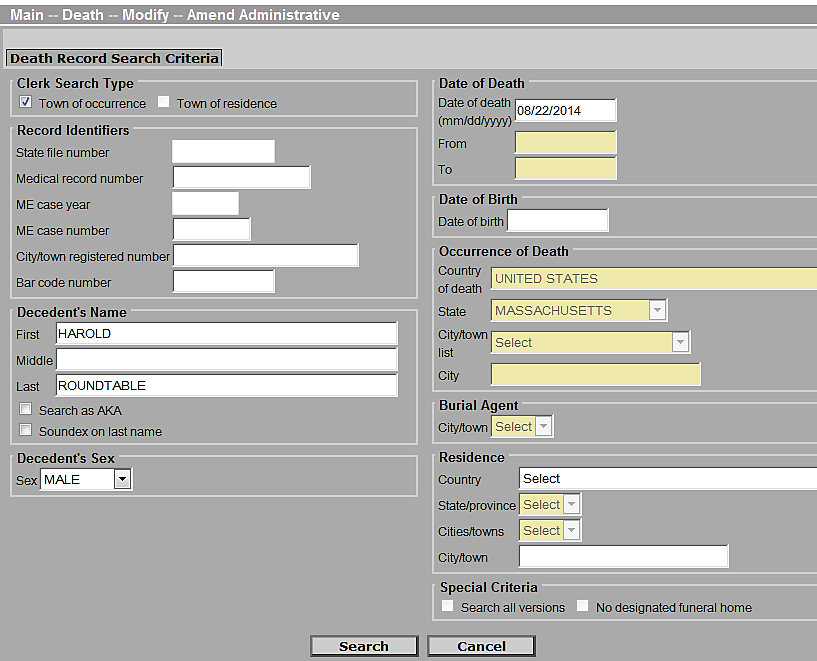 Main -- Death -- Modify -- Amend Administrative
Death Record Search Criteria
Clerk Search Type
Town of occurrence Town of residence
Record Identifiers
State file number
Medical record number
ME case year
ME case number
City/town registered number
Bar code number
Decedent's Name
First HAROLD
Middle
Last ROUNDTABLE
Search as AKA
Soundex on last name
Decedent's Sex
Sex MALE
Date of Death
Date of death
(mm/dd/yyyy) 08/22/2014
From
To
Date of Birth
Date of birth
Occurrence of Death
Country
of death UNITED STATES
State MASSACHUSETTS
City/town
list Select
City
Burial Agent
City/town Select
Residence
Country Select
State/province Select
Cities/towns Select
City/town
Special Criteria
Search all versions No designated funeral home
Search Cancel